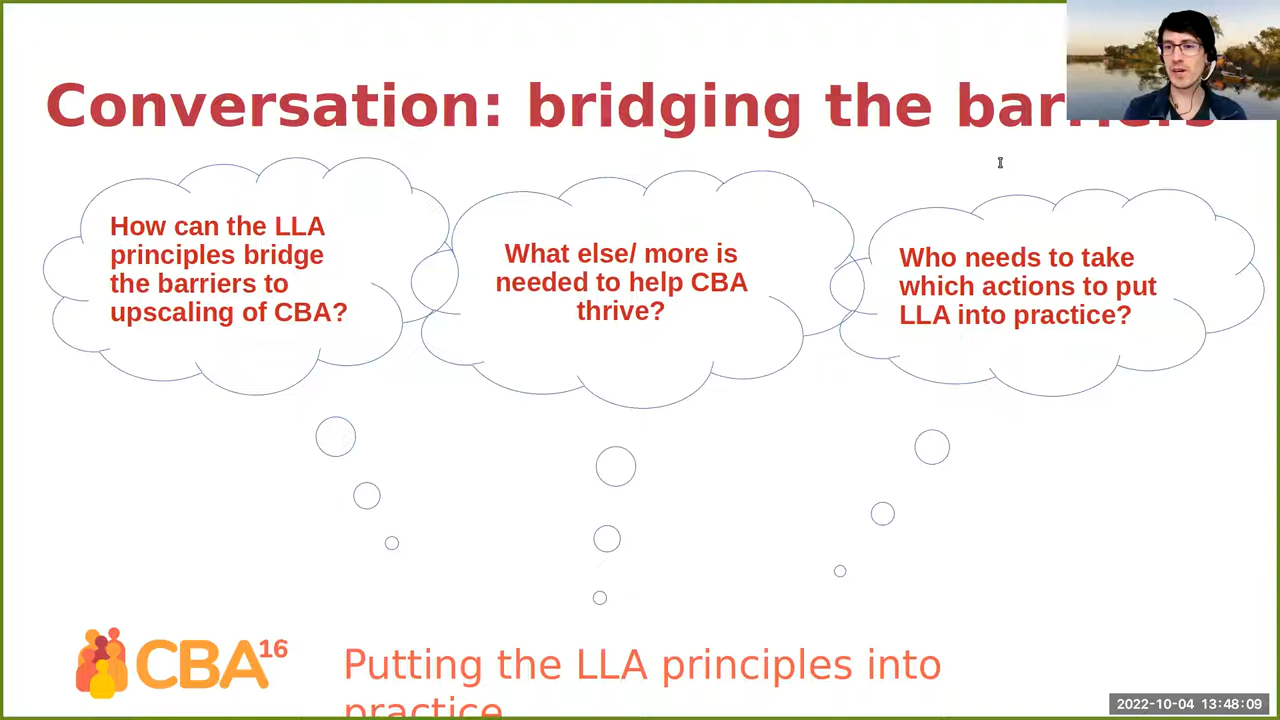 Conversation: bridging the barriers
How can the LLA
principles bridge
the barriers to
upscaling of CBA?
What else/ more is
needed to help CBA
thrive?
Who needs to take
which actions to put
LLA into practice?
CBA16
Putting the LLA principles into
practice
2022-10-04 13:48:09